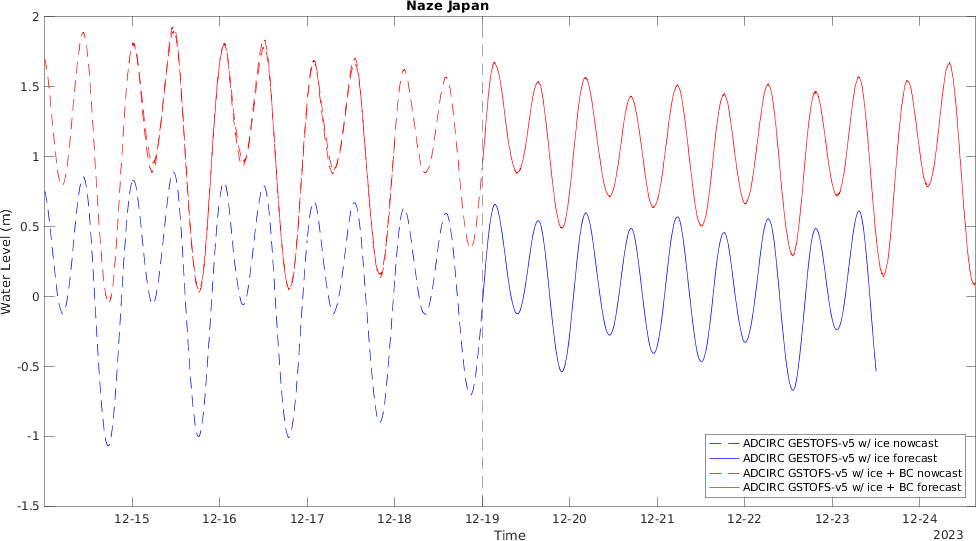 Naze Japan
2
1.5
1
0.5
0
-0.5
-1
-1.5
Water Level (m)
ADCIRC GESTOFS-v5 w/ ice nowcast
ADCIRC GESTOFS-v5 w/ ice forecast
ADCIRC GSTOFS-v5 w/ ice + BC nowcast
ADCIRC GSTOFS-v5 w/ ice + BC forecast
12-15 12-16 12-17 12-18 12-19 12-20 12-21 12-22 12-23 12-24
Time
2023